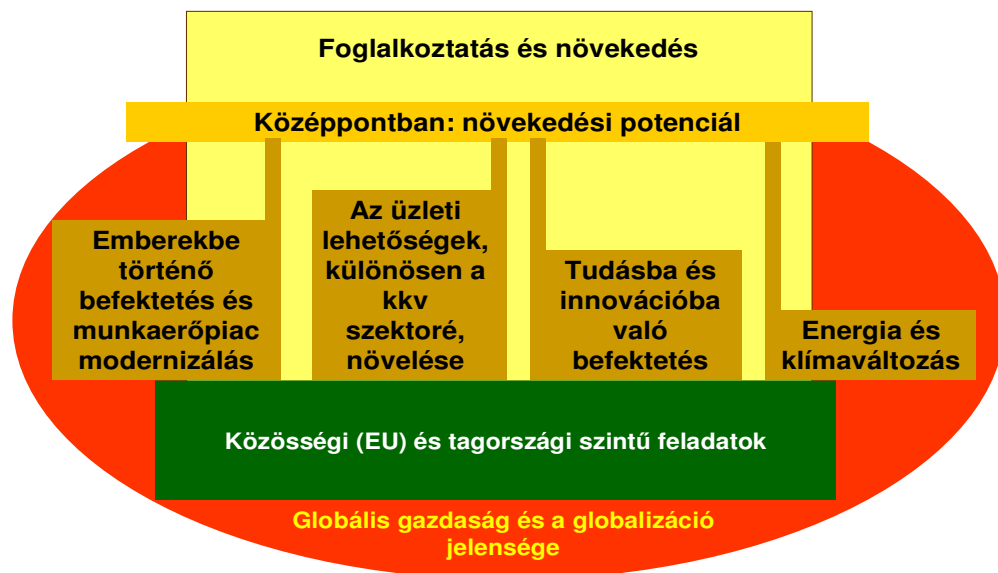 Foglalkoztatás és növekedés
Középpontban: növekedési potenciál
Emberekbe
történő
befektetés és
munkaerőpiac
modernizálás
Az üzleti
lehetőségek,
különösen a
kkv
szektoré,
növelése
Tudásba és
innovációba
való
befektetés
Energia és
klímaváltozás
Közösségi (EU) és tagországi szintű feladatok
Globális gazdaság és a globalizáció
jelensége